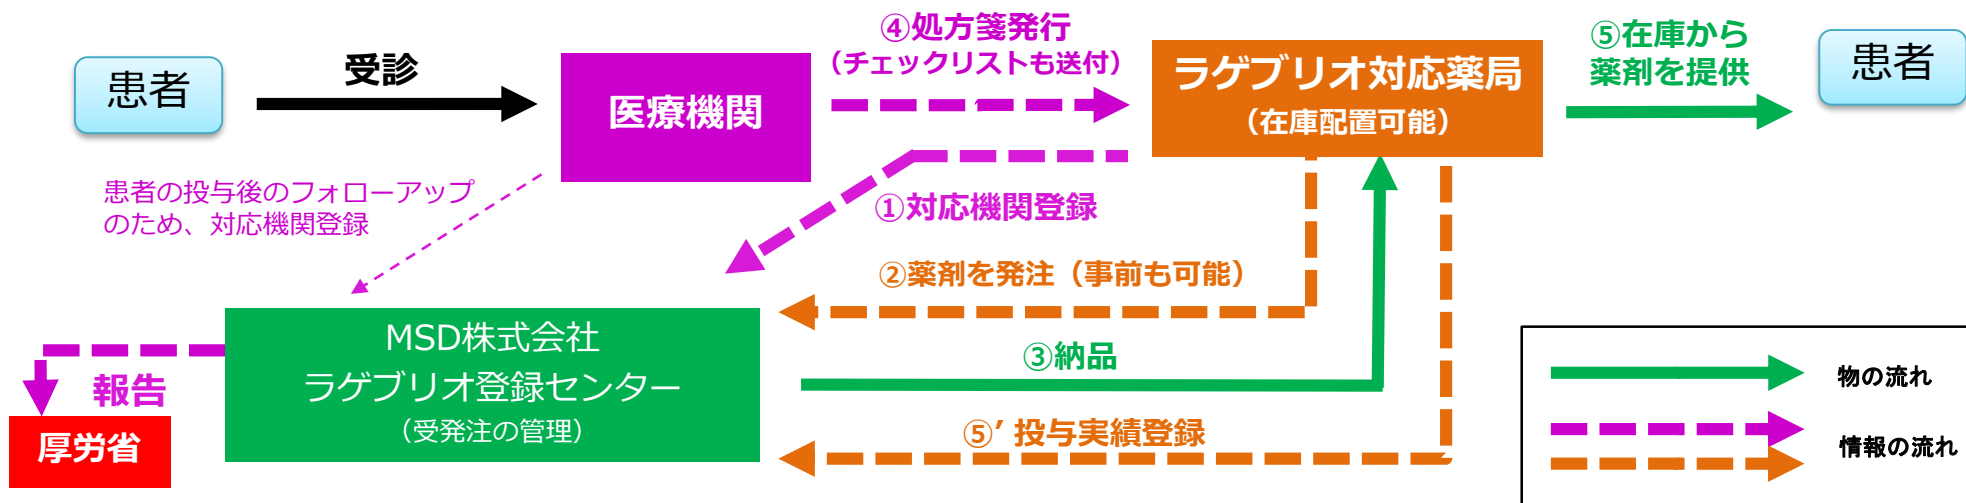 患者
受診
医療機関
④処方箋発行
（チェックリストも送付）
ラゲブリオ対応薬局
（在庫配置可能）
⑤在庫から
薬剤を提供
患者
患者の投与後のフォローアップ
のため、対応機関登録
①対応機関登録
②薬剤を発注（事前も可能）
MSD株式会社
ラゲブリオ登録センター
（受発注の管理）
③納品
⑤’投与実績登録
報告
厚労省
物の流れ
情報の流れ